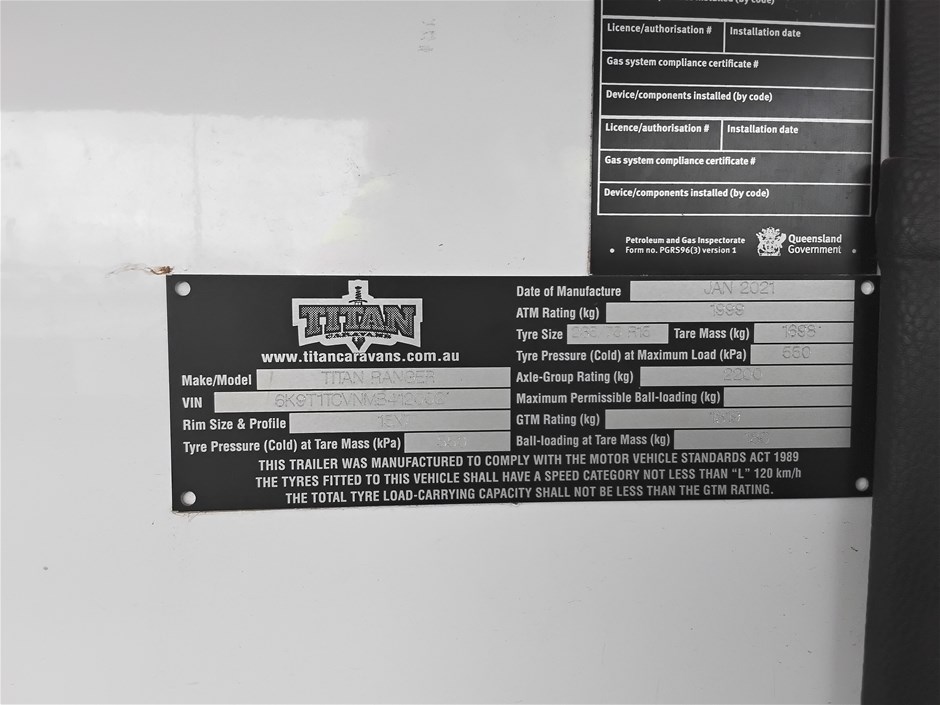 Licence/authorisation # Installation date
Gas system compliance certificate #
Device/components installed (by code)
Licence/authorisation # Installation date
Gas system compliance certificate #
Device/components installed (by code)
Petroleum and Gas Inspectorate
Form no. PGRS96(3) version 1
Queensland
Government
TITAN
CARAVANS
www.titancaravans.com.au
Make/Model TITAN RANGER
VIN
Rim Size & Profile
Tyre Pressure (Cold) at Tare Mass (kPa)
Date of Manufacture JAN 2021
ATM Rating (kg) 1999
Tyre Size Tare Mass (kg)
Tyre Pressure (Cold) at Maximum Load (kPa)
Axle-Group Rating (kg) 2200
Maximum Permissible Ball-loading (kg)
GTM Rating (kg)
Ball-loading at Tare Mass (kg)
THIS TRAILER WAS MANUFACTURED TO COMPLY WITH THE MOTOR VEHICLE STANDARDS ACT 1989
THE TYRES FITTED TO THIS VEHICLE SHALL HAVE A SPEED CATEGORY NOT LESS THAN "L" 120 km/h
THE TOTAL TYRE LOAD-CARRYING CAPACITY SHALL NOT BE LESS THAN THE GTM RATING.